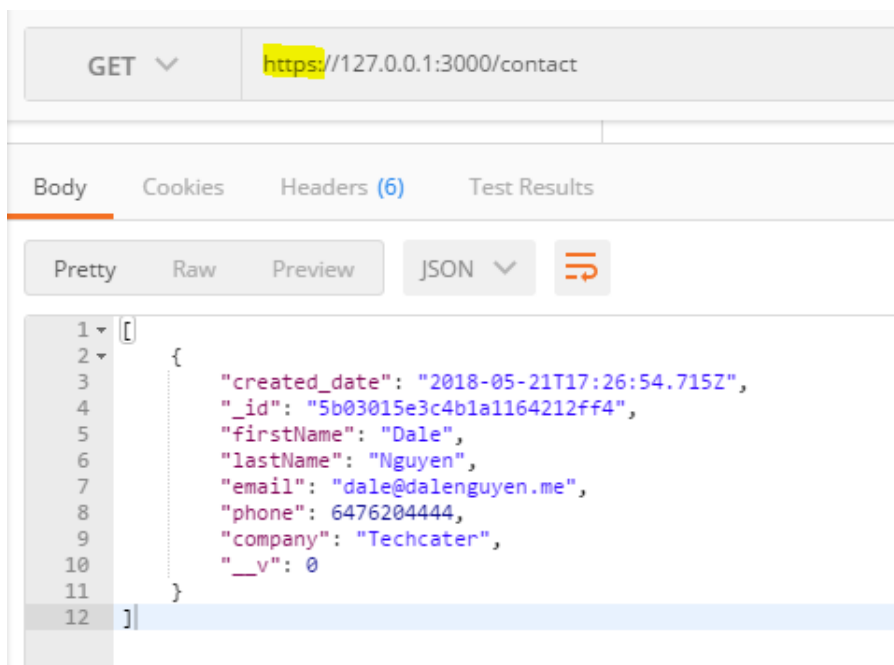 GET https://127.0.0.1:3000/contact
Body Cookies Headers (6) Test Results
Pretty Raw Preview JSON
1 [
2 {
3 "created_date": "2018-05-21T17:26:54.715Z",
4 "_id": "5b03015e3c4b1a1164212ff4",
5 "firstName": "Dale",
6 "lastName": "Nguyen",
7 "email": "dale@dalenguyen.me",
8 "phone": 6476204444,
9 "company": "Techcater",
10 "__v": 0
11 }
12 ]